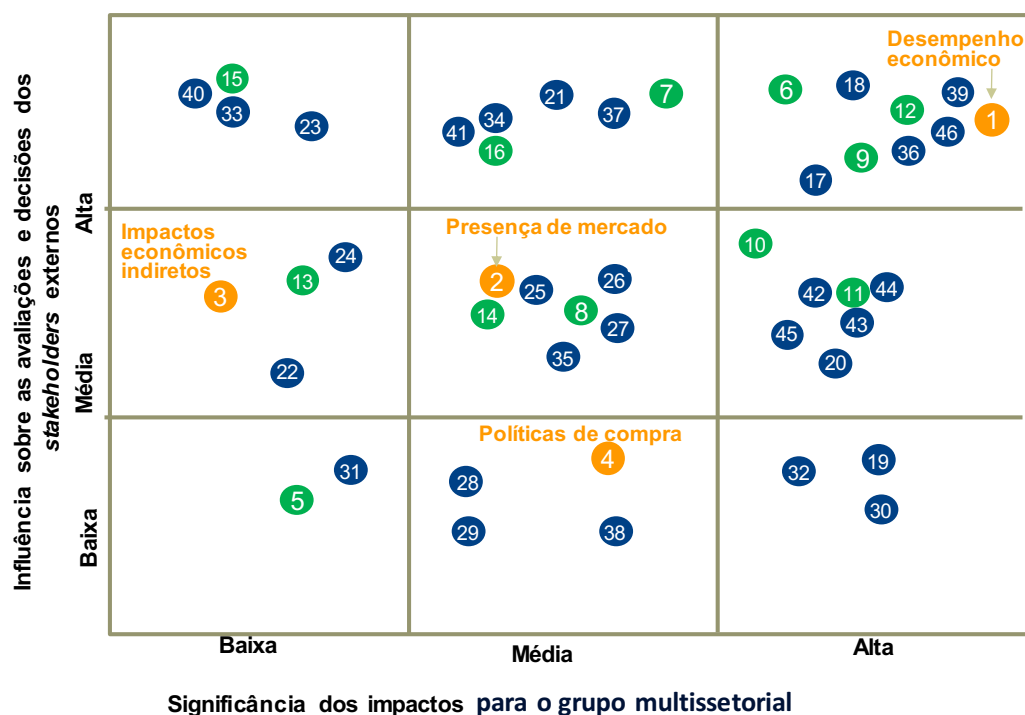 Influência sobre as avaliações e decisões dos
stakeholders externos
Alta
Média
Baixa
Desempenho
econômico
40
15
33
23
21
7
34
37
41
16
6
18
39
12
1
46
36
9
17
Impactos
econômicos
indiretos
24
13
3
22
Presença de mercado
2
25
26
14
8
27
35
10
42
11
44
45
43
20
31
5
Políticas de compra
4
28
29
38
32
19
30
Baixa
Média
Alta
Significância dos impactos para o grupo multissetorial